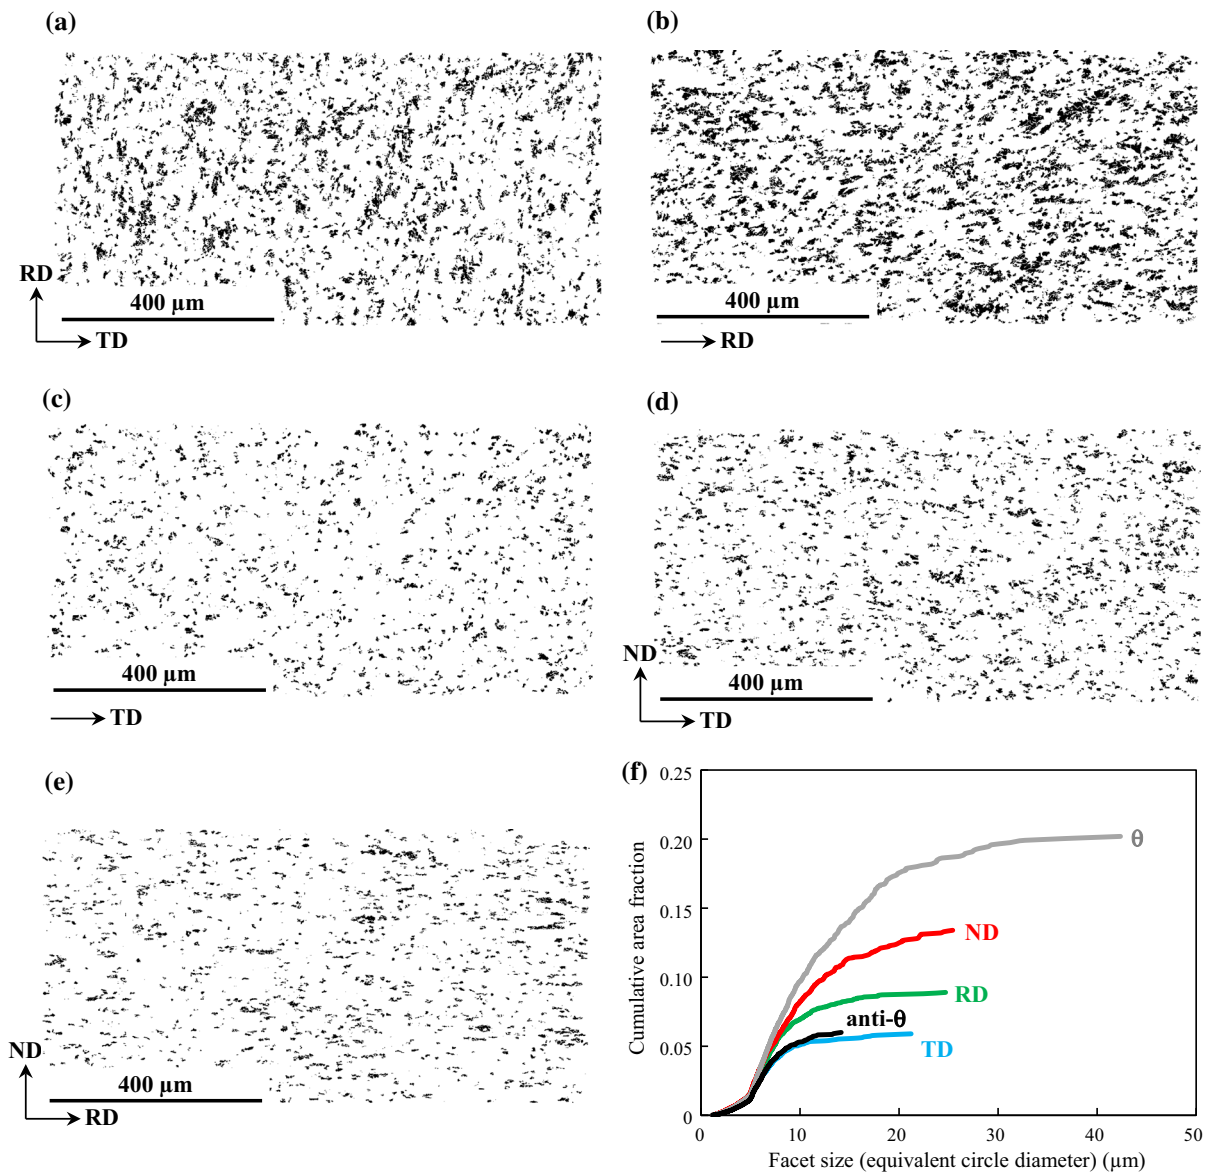 (a)
RD
400 µm
TD
(b)
400 µm
RD
(c)
400 µm
TD
(d)
ND
400 µm
TD
(e)
ND
400 µm
RD
(f)
0.25
0.20
0.15
0.10
0.05
0
Cumulative area fraction
θ
ND
RD
anti-θ
TD
0 10 20 30 40 50
Facet size (equivalent circle diameter) (µm)